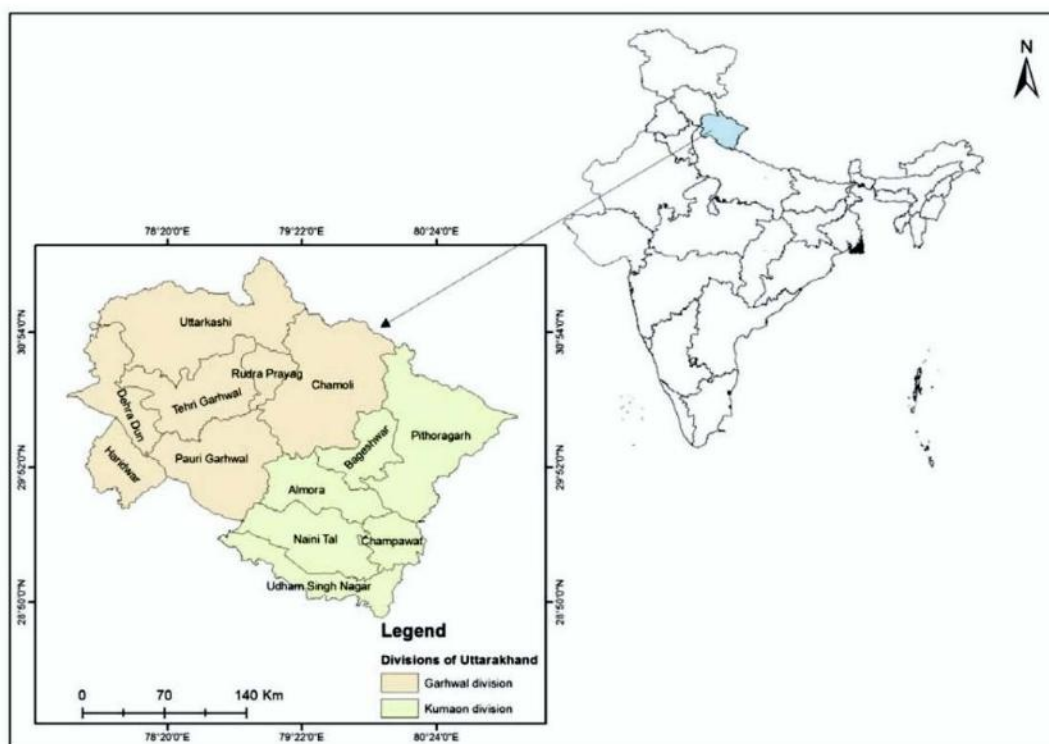 N
78°20'0"E
79°22'0"E
80°24'0"E
30°54'0"N
30°54'0"N
Uttarkashi
Rudra Prayag
Chamoli
Tehri Garhwal
Dehra Dun
Pithoragarh
Bageshwar
Haridwar
Pauri Garhwal
29°52'0"N
29°52'0"N
Almora
Naini Tal
Champawat
Udham Singh Nagar
28°50'0"N
28°50'0"N
Legend
Divisions of Uttarakhand
Garhwal division
Kumaon division
0 70 140 Km
78°20'0"E
79°22'0"E
80°24'0"E